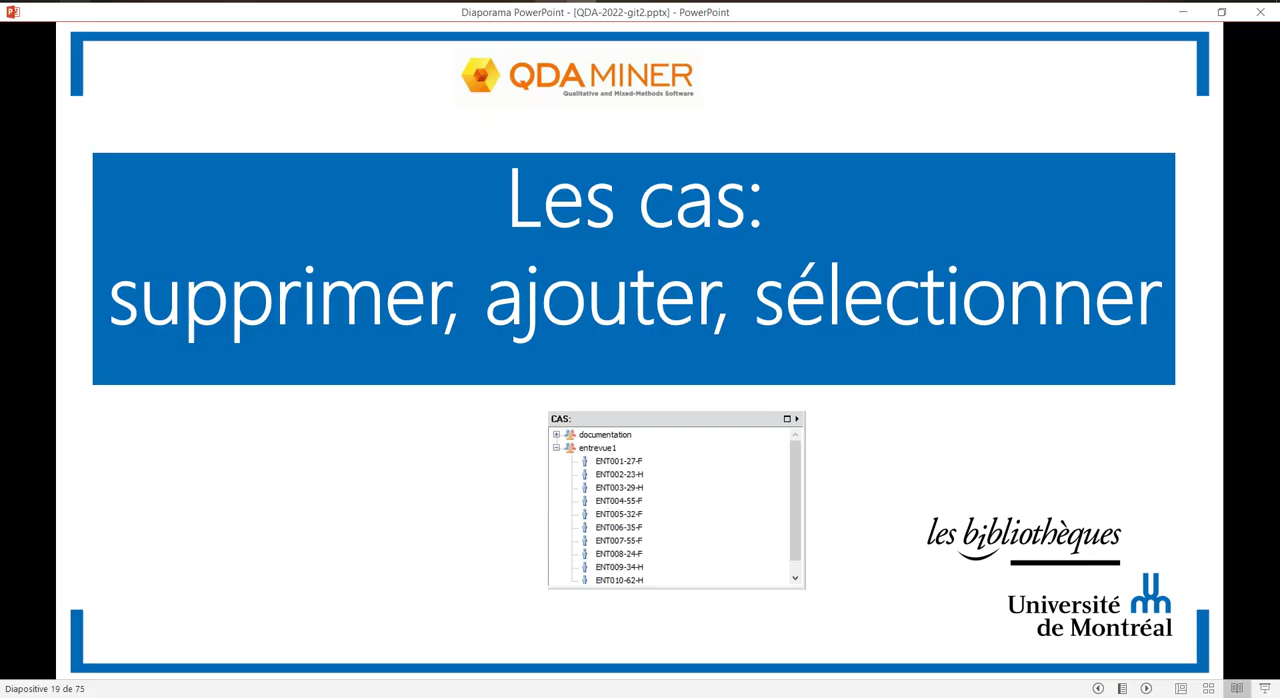 Diaporama PowerPoint - [QDA-2022-git2.pptx] - PowerPoint
QDA MINER
Qualitative and Mixed-Methods Software
Les cas:
supprimer, ajouter, sélectionner
CAS:
documentation
entrevue1
ENT001-27-F
ENT002-23-H
ENT003-29-H
ENT004-55-F
ENT005-32-F
ENT006-35-F
ENT007-55-F
ENT008-24-F
ENT009-34-H
ENT010-62-H
les bibliothèques
Université
de Montréal
Diapositive 19 de 75